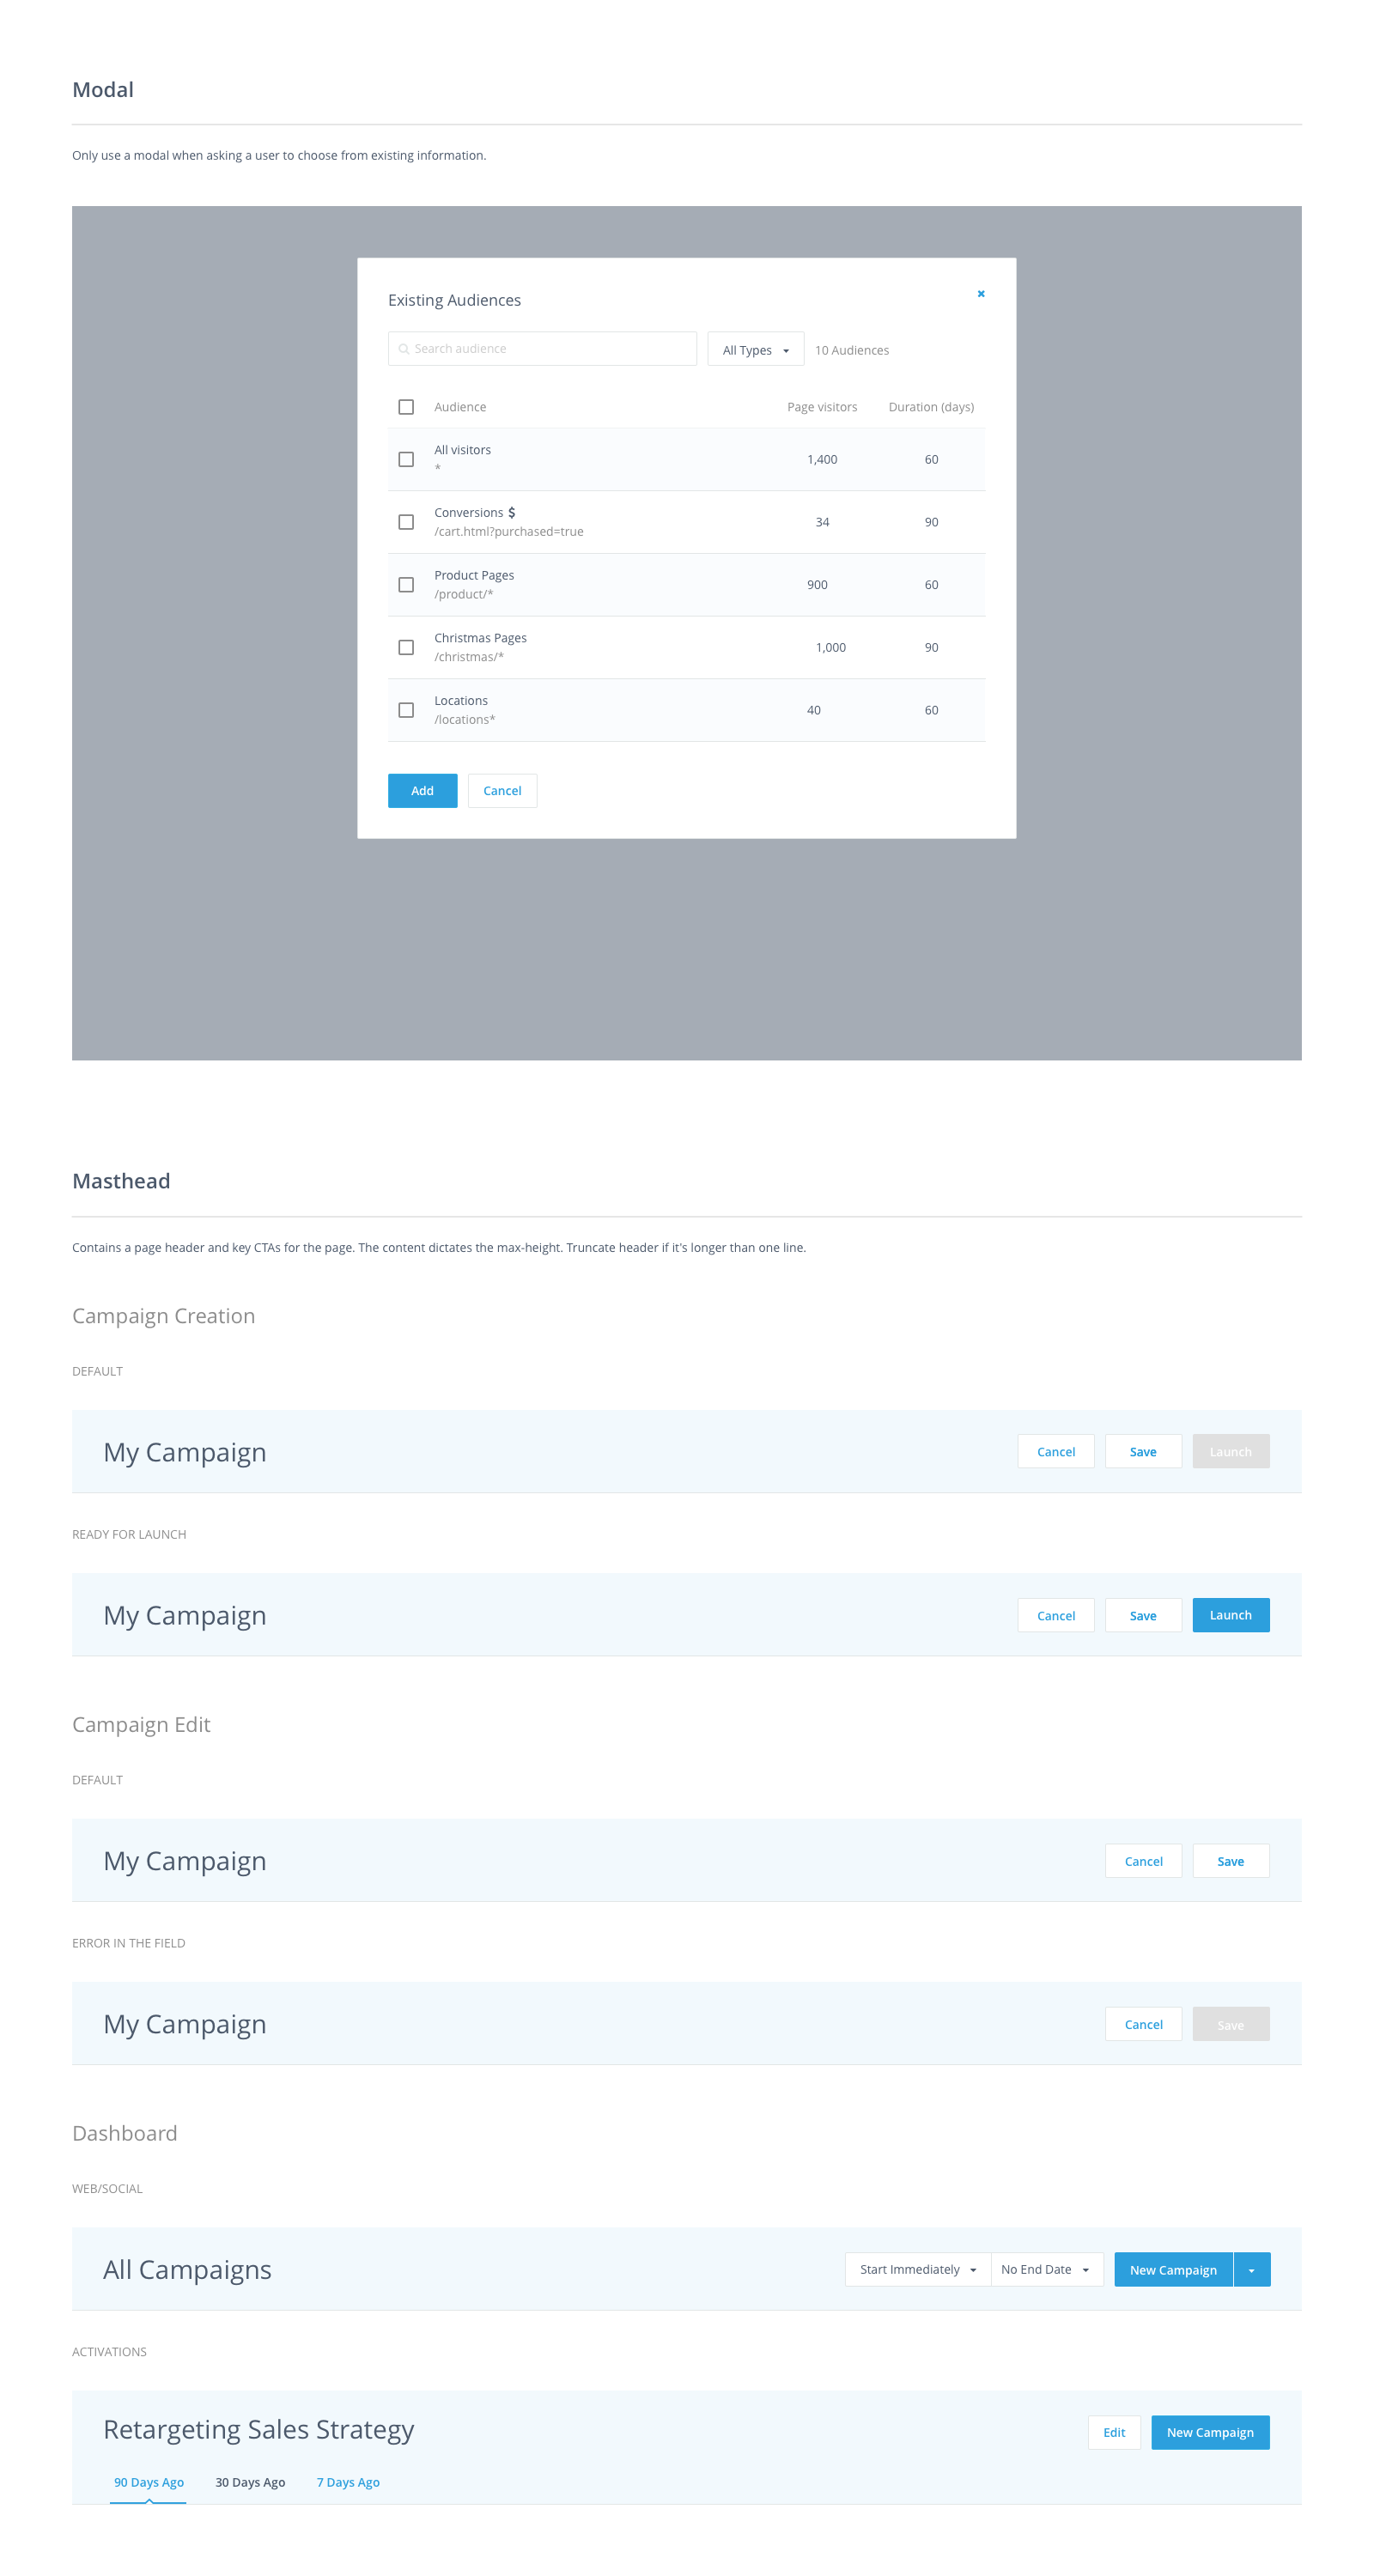 Modal
Only use a modal when asking a user to choose from existing information.
Existing Audiences
Search audience
All Types
10 Audiences
Audience Page visitors Duration (days)
All visitors
*
1,400 60
Conversions $
/cart.html?purchased=true
34 90
Product Pages
/product/*
900 60
Christmas Pages
/christmas/*
1,000 90
Locations
/locations*
40 60
Add Cancel
Masthead
Contains a page header and key CTAs for the page. The content dictates the max-height. Truncate header if it's longer than one line.
Campaign Creation
DEFAULT
My Campaign Cancel Save Launch
READY FOR LAUNCH
My Campaign Cancel Save Launch
Campaign Edit
DEFAULT
My Campaign Cancel Save
ERROR IN THE FIELD
My Campaign Cancel Save
Dashboard
WEB/SOCIAL
All Campaigns Start Immediately No End Date New Campaign
ACTIVATIONS
Retargeting Sales Strategy Edit New Campaign
90 Days Ago 30 Days Ago 7 Days Ago